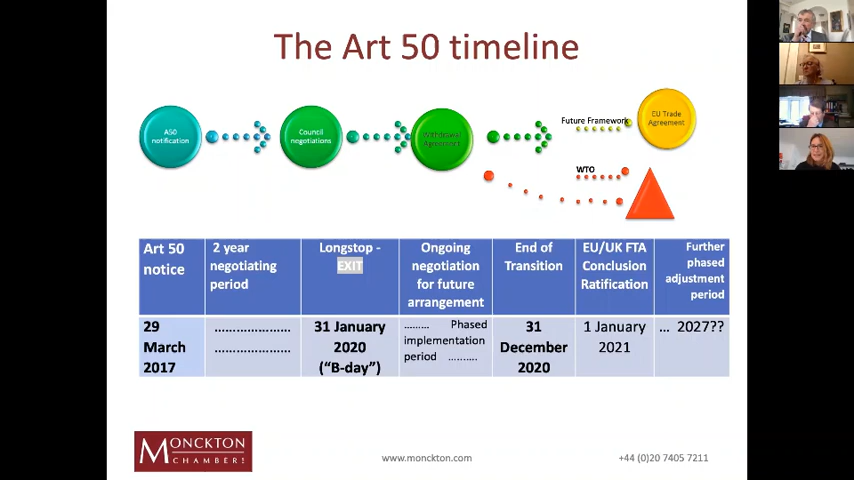 The Art 50 timeline
A50
notification
Council
negotiations
Withdrawal
Agreement
Future Framework
EU Trade
Agreement
WTO
Art 50
notice
2 year
negotiating
period
Longstop -
EXIT
Ongoing
negotiation
for future
arrangement
End of
Transition
EU/UK FTA
Conclusion
Ratification
Further
phased
adjustment
period
29
March
2017
.....................
.....................
31 January
2020
("B-day")
........ Phased
implementation
period ..........
31
December
2020
1 January
2021
... 2027??
MONCKTON
CHAMBER!
www.monckton.com
+44 (0)20 7405 7211